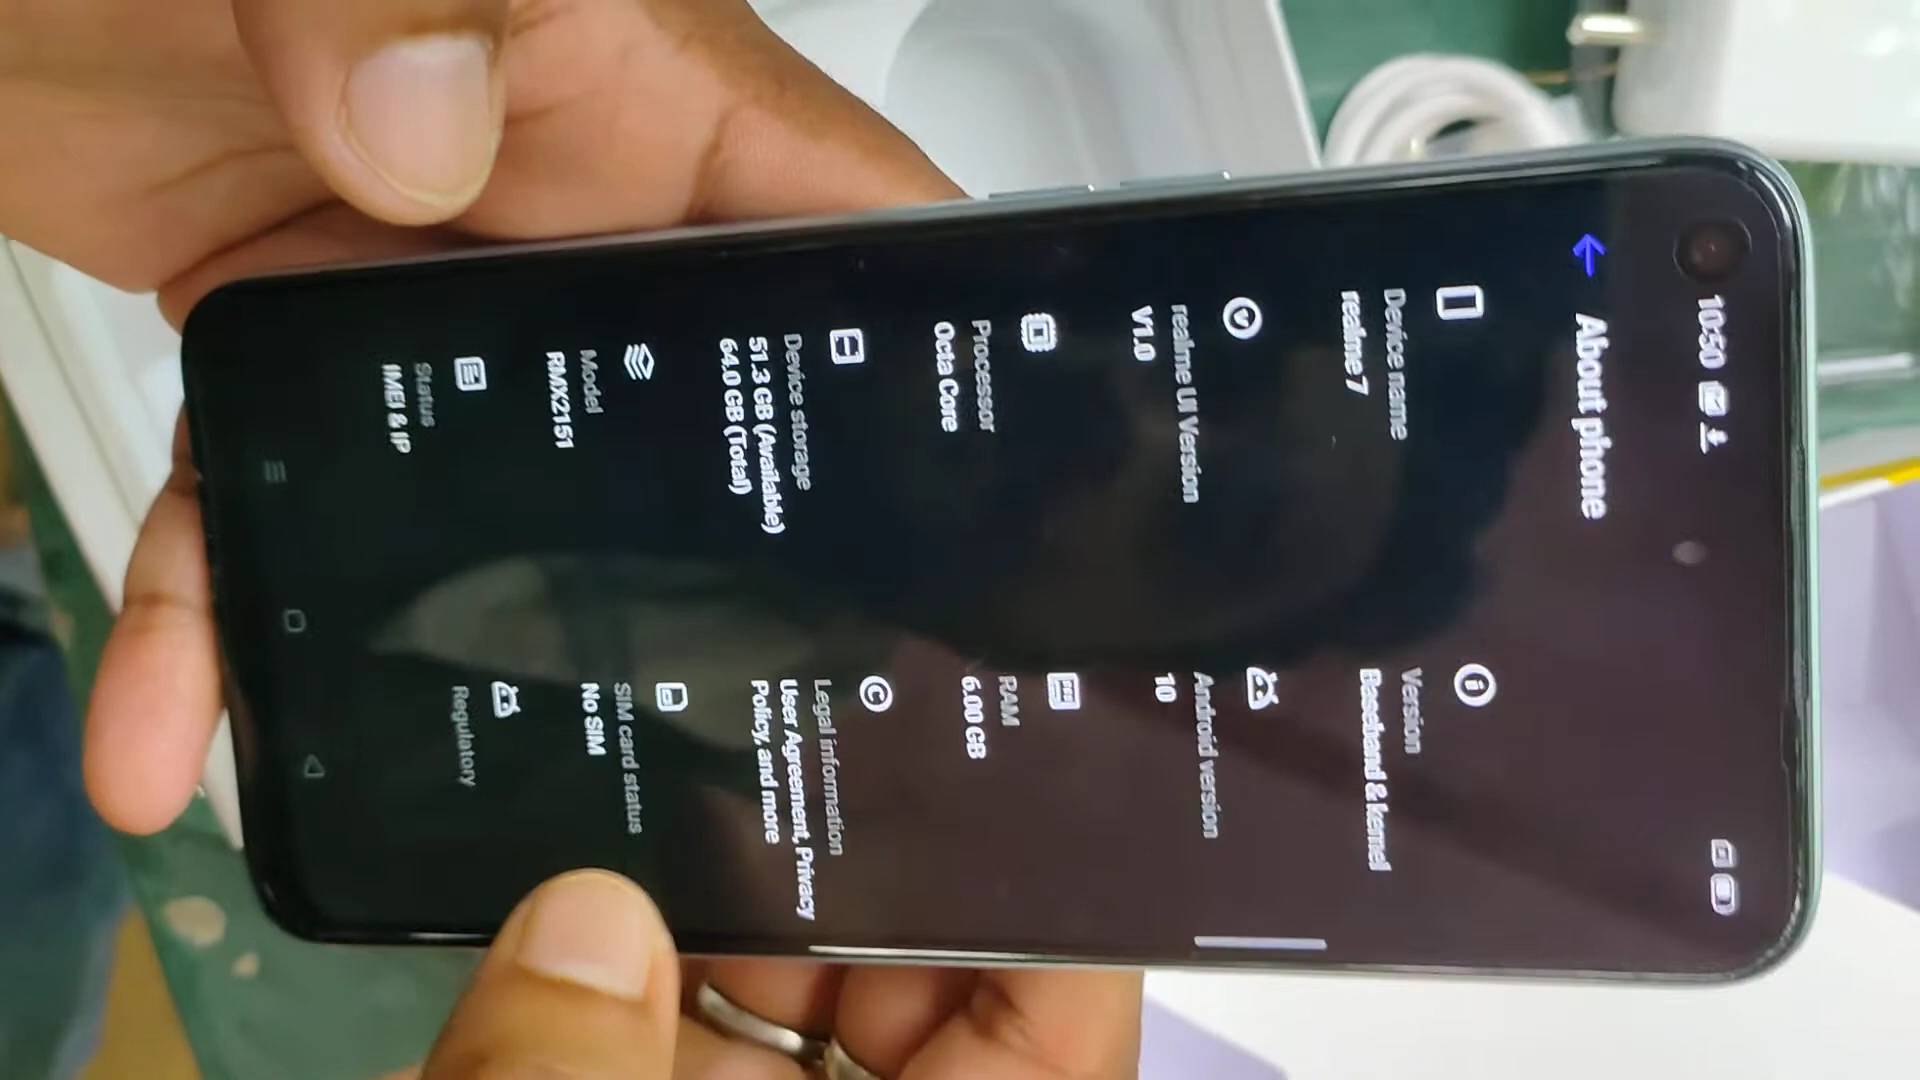 10:50
About phone
Device name
realme 7
Version
Baseband & kernel
realme UI Version
V1.0
Android version
10
Processor
Octa Core
RAM
6.00 GB
Device storage
51.3 GB (Available)
64.0 GB (Total)
Legal information
User Agreement, Privacy
Policy, and more
Model
RMX2151
SIM card status
No SIM
Status
IMEI & IP
Regulatory